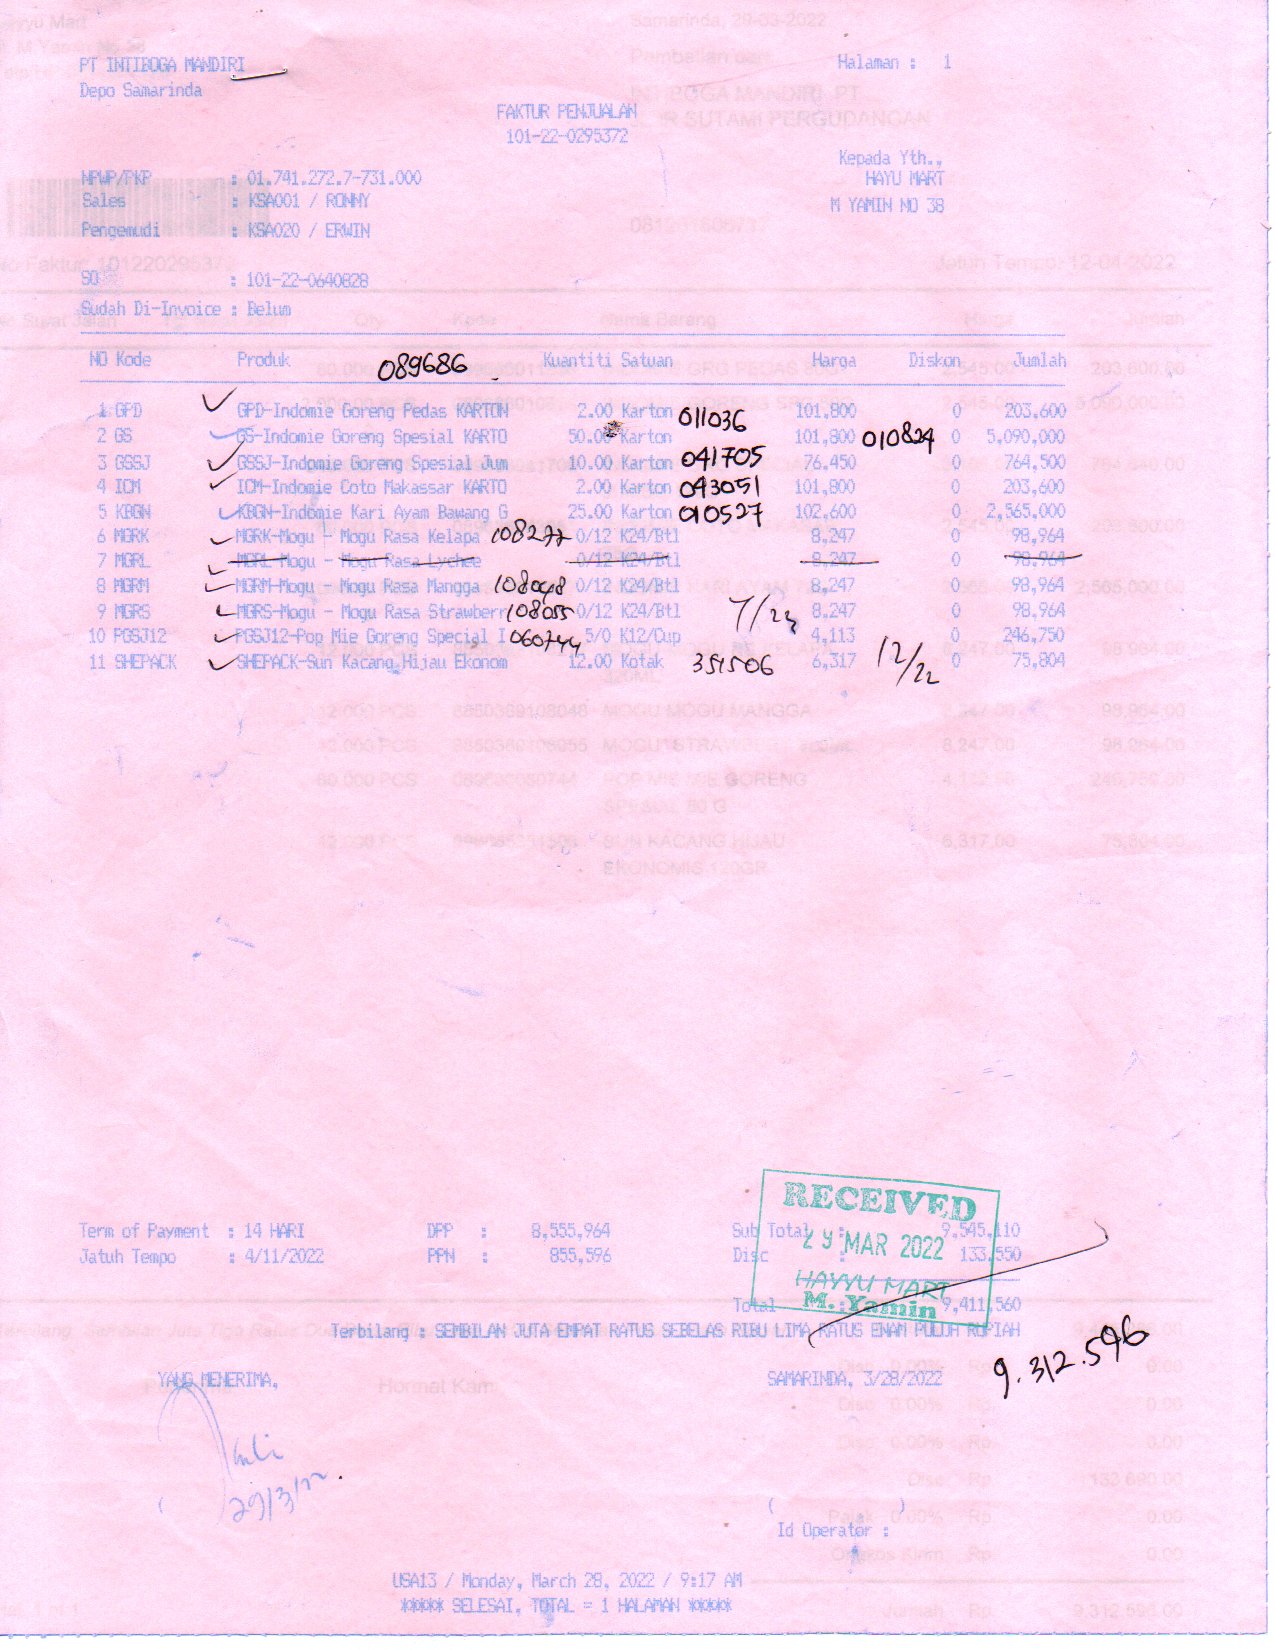 PT INTIBOGA MANDIRI
Halaman : 1
Depo Samarinda
FAKTUR PENJUALAN
101-22-0295372
Kepada Yth.,
NPWP/PKP : 01.741.272.7-731.000 HAYU MART
Sales : KSA001 / RONNY M YAMIN NO 38
Pengemudi : KSA020 / ERWIN
SO : 101-22-0640828
Sudah Di-Invoice : Belum
NO Kode Produk 089686 Kuantiti Satuan Harga Diskon Jumlah
1 GPD GPD-Indomie Goreng Pedas KARTON 2.00 Karton 011036 101,800 0 203,600
2 GS GS-Indomie Goreng Spesial KARTO 50.00 Karton 101,800 010824 0 5,090,000
3 GSSJ GSSJ-Indomie Goreng Spesial Jum 10.00 Karton 041705 76.450 0 764,500
4 ICM ICM-Indomie Coto Makassar KARTO 2.00 Karton 043051 101,800 0 203,600
5 KBGN KBGN-Indomie Kari Ayam Bawang G 25.00 Karton 010527 102,600 0 2,565,000
6 MGRK MGRK-Mogu - Mogu Rasa Kelapa 108277 0/12 K24/Btl 8,247 0 98,964
7 MGRL MGRL-Mogu - Mogu Rasa Lychee 0/12 K24/Btl 8,247 0 98,964
8 MGRM MGRM-Mogu - Mogu Rasa Mangga 108048 0/12 K24/Btl 8,247 0 98,964
9 MGRS MGRS-Mogu - Mogu Rasa Strawberr 108055 0/12 K24/Btl 7/23 8,247 0 98,964
10 PGSJ12 PGSJ12-Pop Mie Goreng Special I 060744 5/0 K12/Cup 4,113 0 246,750
11 SHEPACK SHEPACK-Sun Kacang Hijau Ekonom 12.00 Kotak 351506 6,317 12/22 0 75,804
RECEIVED
29 MAR 2022
HAYYU MART
M. Yamin
Term of Payment : 14 HARI DPP : 8,555,964 Sub Total : 9,545,110
Jatuh Tempo : 4/11/2022 PPN : 855,596 Disc : 133,550
Total : 9,411,560
Terbilang : SEMBILAN JUTA EMPAT RATUS SEBELAS RIBU LIMA RATUS ENAM PULUH RUPIAH
9.312.596
YANG MENERIMA, SAMARINDA, 3/28/2022
29/3/22
( ( )
Id Operator :
USA13 / Monday, March 28, 2022 / 9:17 AM
***** SELESAI, TOTAL = 1 HALAMAN *****